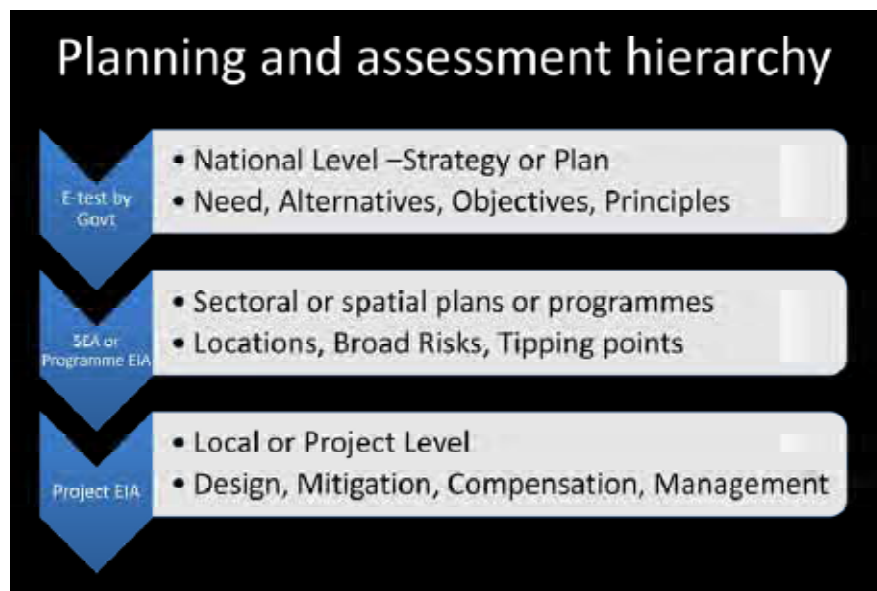 Planning and assessment hierarchy
E-test by
Govt
• National Level –Strategy or Plan
• Need, Alternatives, Objectives, Principles
SEA or
Programme EIA
• Sectoral or spatial plans or programmes
• Locations, Broad Risks, Tipping points
Project EIA
• Local or Project Level
• Design, Mitigation, Compensation, Management